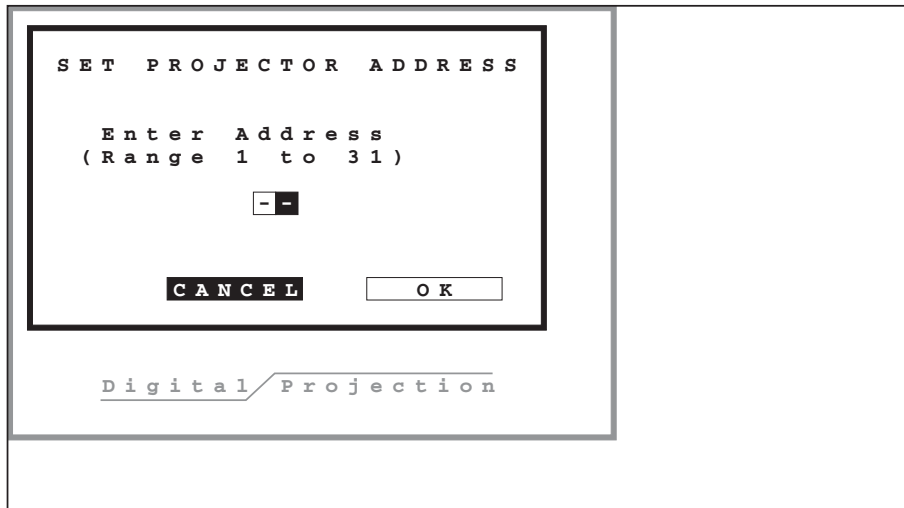 SET PROJECTOR ADDRESS
Enter Address
(Range 1 to 31)
--
CANCEL OK
Digital Projection